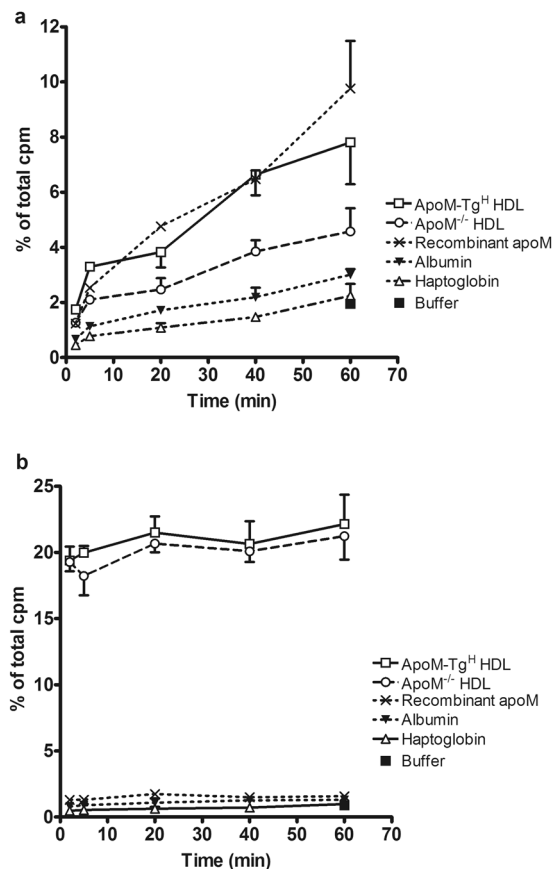 a
% of total cpm
12
10
8
6
4
2
0
0 10 20 30 40 50 60 70
Time (min)
ApoM-Tgᴴ HDL
ApoM⁻/⁻ HDL
Recombinant apoM
Albumin
Haptoglobin
Buffer
b
% of total cpm
25
20
15
10
5
0
0 10 20 30 40 50 60 70
Time (min)
ApoM-Tgᴴ HDL
ApoM⁻/⁻ HDL
Recombinant apoM
Albumin
Haptoglobin
Buffer